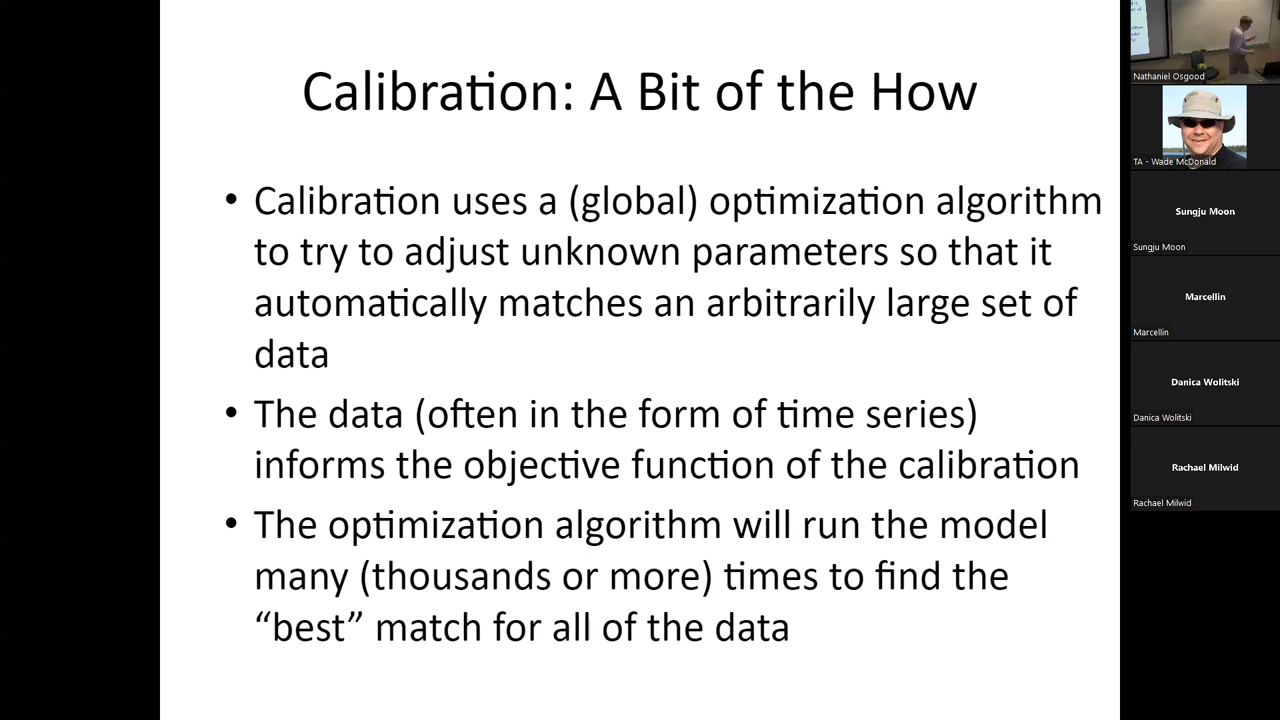 Calibration: A Bit of the How
• Calibration uses a (global) optimization algorithm
to try to adjust unknown parameters so that it
automatically matches an arbitrarily large set of
data
• The data (often in the form of time series)
informs the objective function of the calibration
• The optimization algorithm will run the model
many (thousands or more) times to find the
“best” match for all of the data
Nathaniel Osgood
TA - Wade McDonald
Sungju Moon
Sungju Moon
Marcellin
Marcellin
Danica Wolitski
Danica Wolitski
Rachael Milwid
Rachael Milwid